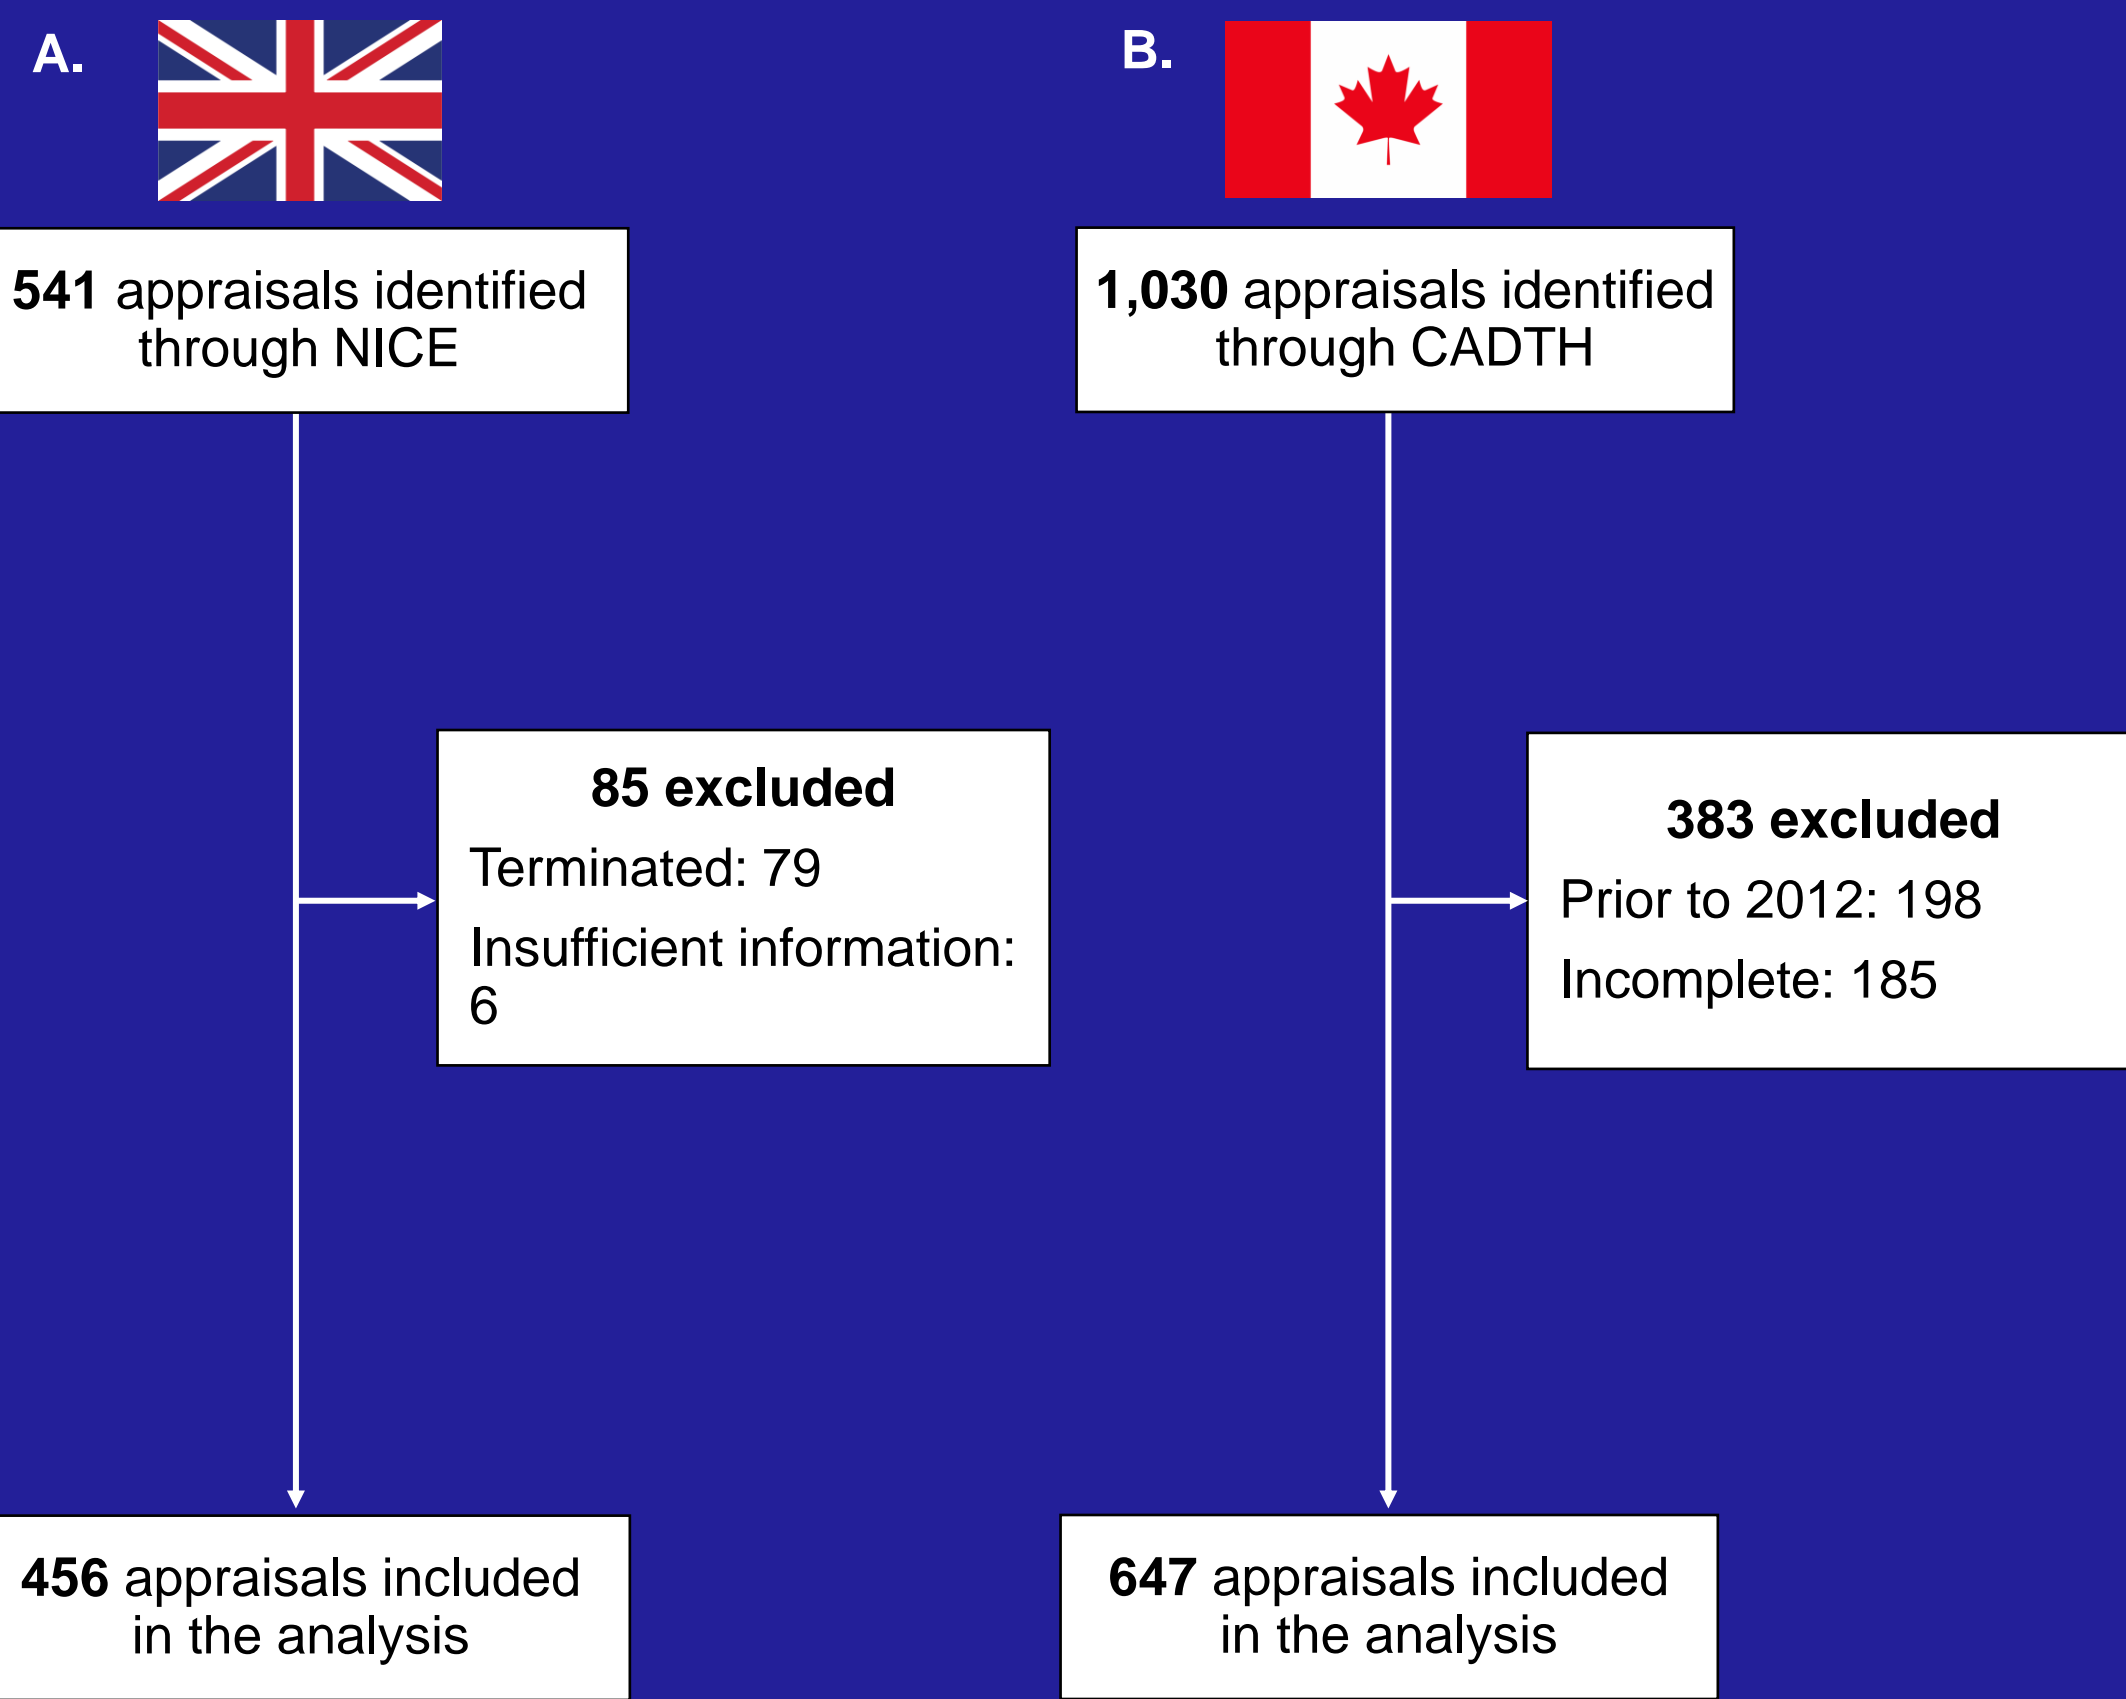 A.
541 appraisals identified
through NICE
85 excluded
Terminated: 79
Insufficient information:
6
456 appraisals included
in the analysis
B.
1,030 appraisals identified
through CADTH
383 excluded
Prior to 2012: 198
Incomplete: 185
647 appraisals included
in the analysis